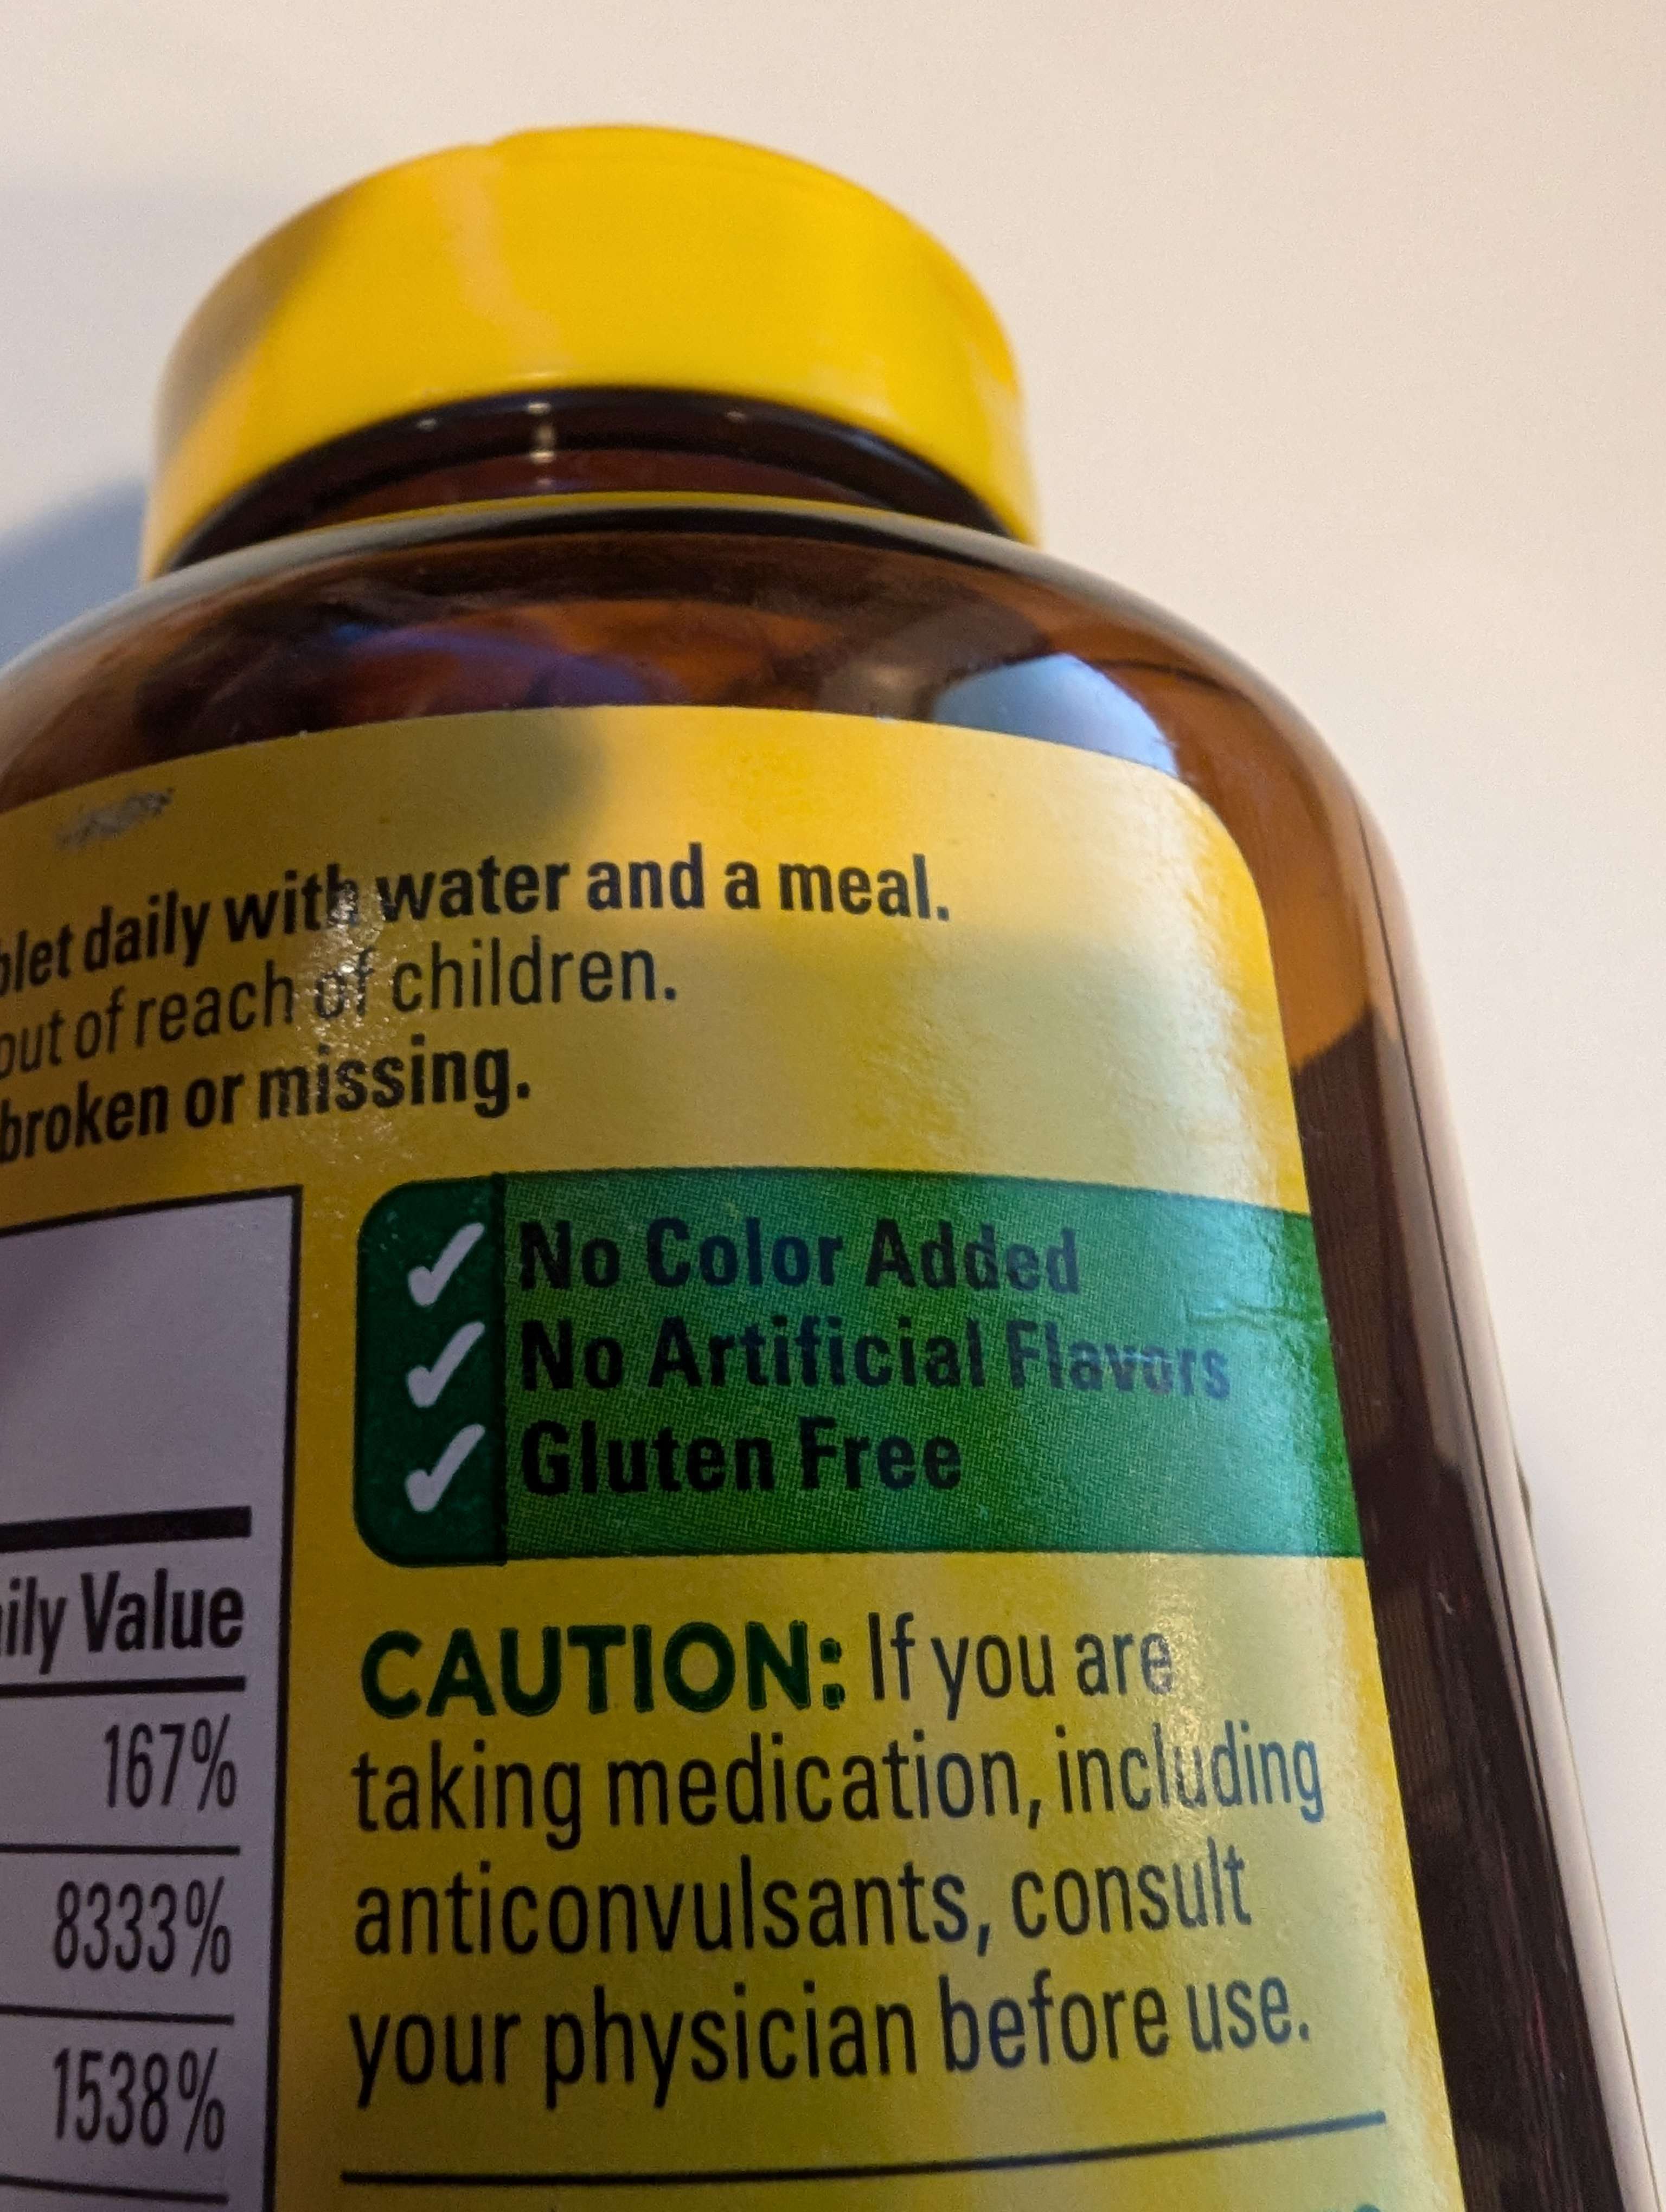 daily with water and a meal.
out of reach of children.
broken or missing.
No Color Added
No Artificial Flavors
Gluten Free
Value
167%
8333%
1538%
CAUTION: If you are
taking medication, including
anticonvulsants, consult
your physician before use.